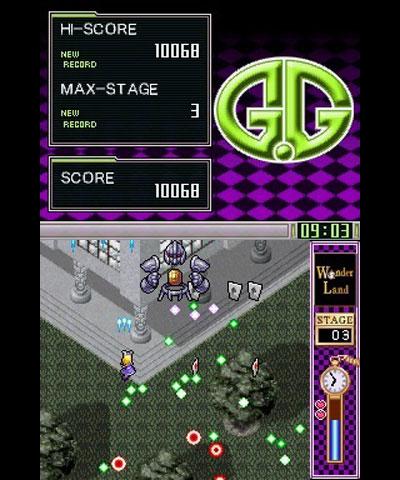 HI-SCORE
NEW
RECORD
10068
MAX-STAGE
NEW
RECORD
3
G.G
SCORE
10068
09:03
Wonder
Land
STAGE
03